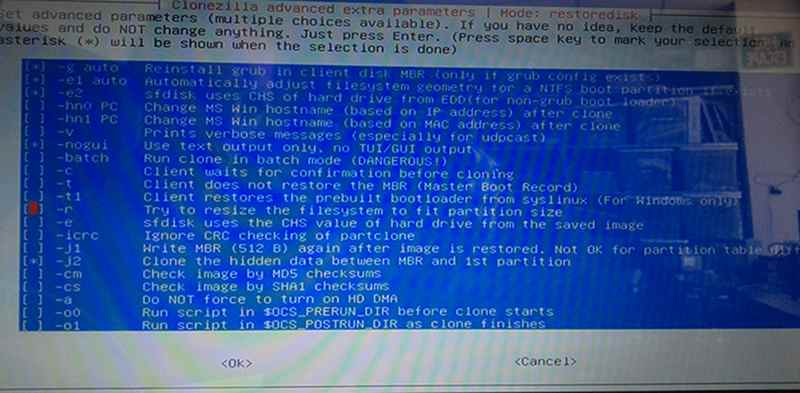 Clonezilla advanced extra parameters | Mode: restoredisk
Set advanced parameters (multiple choices available). If you have no idea, keep the default
values and do NOT change anything. Just press Enter. (Press space key to mark your selection. An
asterisk (*) will be shown when the selection is done)
[*] -g auto Reinstall grub in client disk MBR (only if grub config exists)
[*] -e1 auto Automatically adjust filesystem geometry for a NTFS boot partition if exists
[*] -e2 sfdisk uses CHS of hard drive from EDD(for non-grub boot loader)
[ ] -hn0 PC Change MS Win hostname (based on IP address) after clone
[ ] -hn1 PC Change MS Win hostname (based on MAC address) after clone
[ ] -v Prints verbose messages (especially for udpcast)
[*] -nogui Use text output only, no TUI/GUI output
[ ] -batch Run clone in batch mode (DANGEROUS!)
[ ] -c Client waits for confirmation before cloning
[ ] -t Client does not restore the MBR (Master Boot Record)
[ ] -t1 Client restores the prebuilt bootloader from syslinux (For Windows only)
[ ] -r Try to resize the filesystem to fit partition size
[ ] -e sfdisk uses the CHS value of hard drive from the saved image
[ ] -icrc Ignore CRC checking of partclone
[ ] -j1 Write MBR (512 B) again after image is restored. Not OK for partition table diff
[*] -j2 Clone the hidden data between MBR and 1st partition
[ ] -cm Check image by MD5 checksums
[ ] -cs Check image by SHA1 checksums
[ ] -a Do NOT force to turn on HD DMA
[ ] -o0 Run script in $OCS_PRERUN_DIR before clone starts
[ ] -o1 Run script in $OCS_POSTRUN_DIR as clone finishes
<Ok> <Cancel>